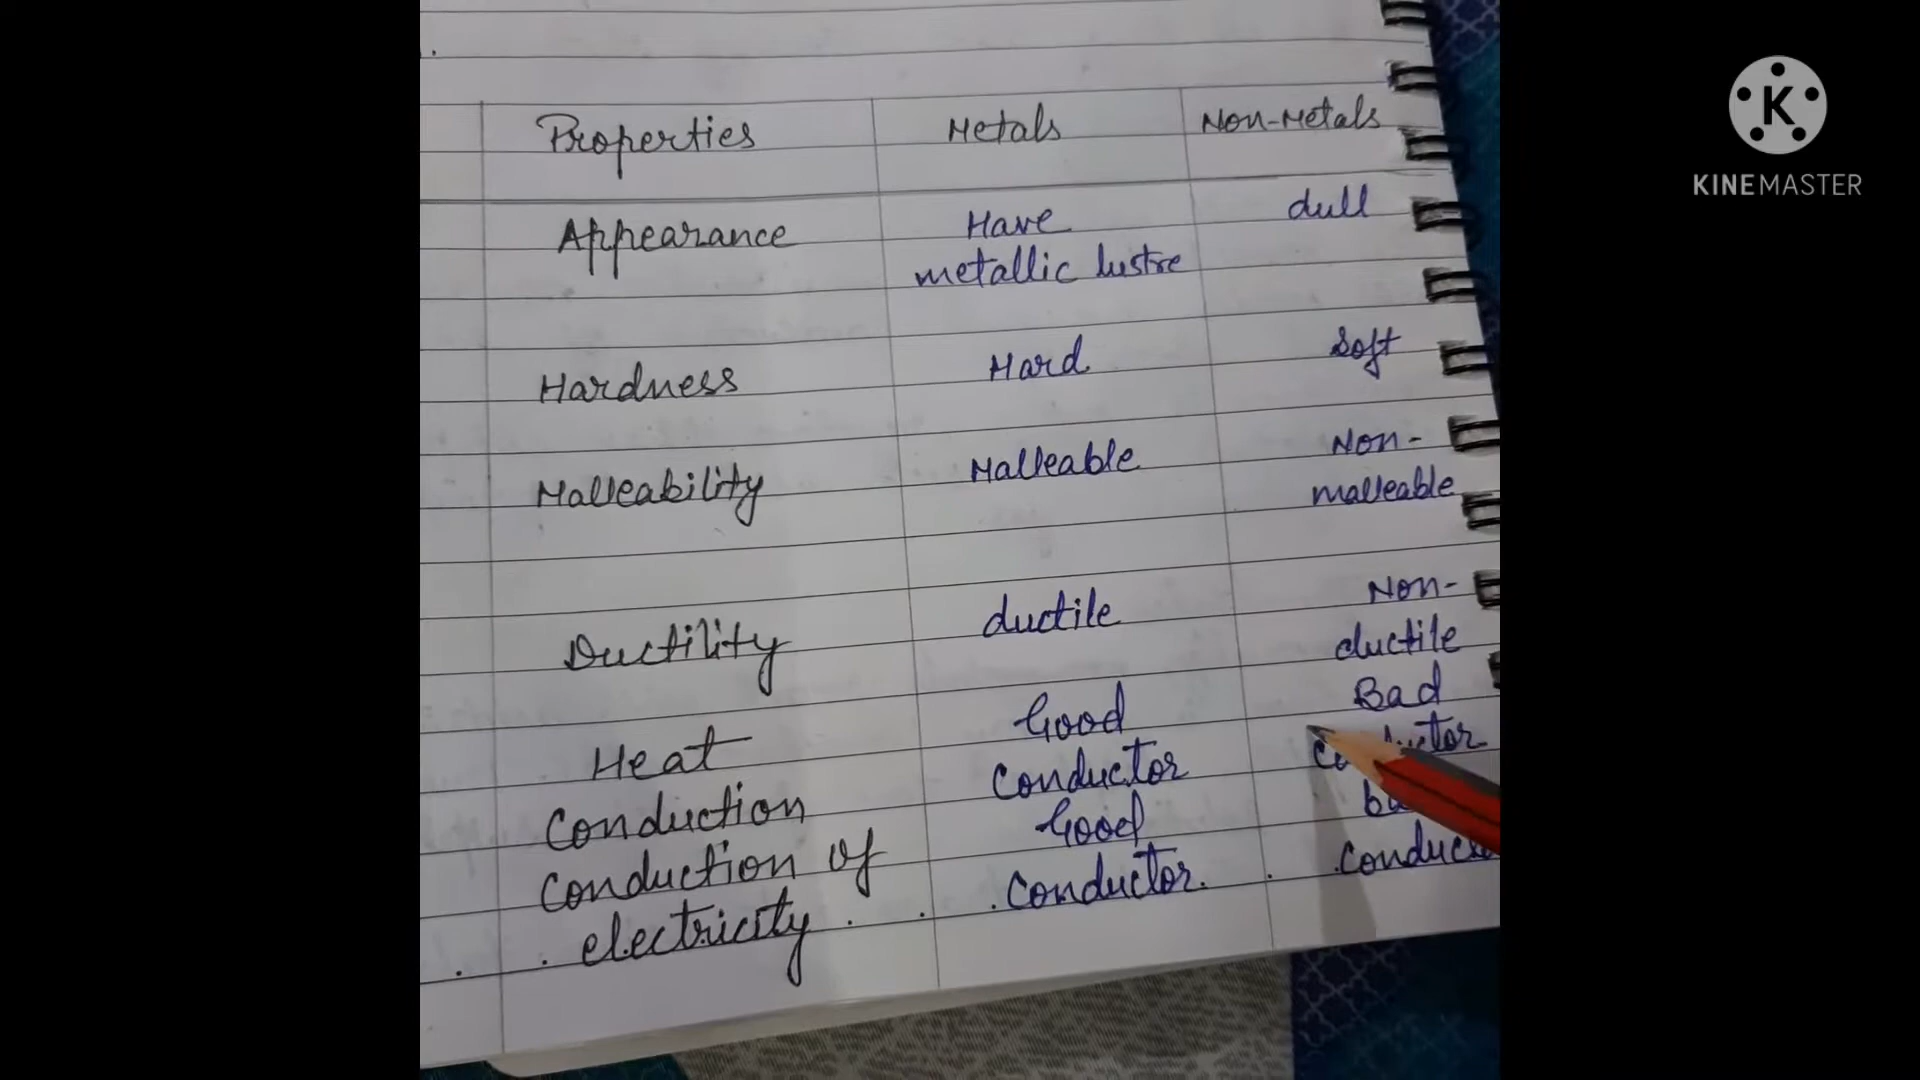 Properties Metals Non-Metals
Appearance Have dull
metallic lustre
Hardness Hard Soft
Malleability Malleable Non-
malleable
Ductility ductile Non-
ductile
Heat Good Bad
Conduction Conductor
Conduction of Good
electricity. Conductor.
K
KINEMASTER